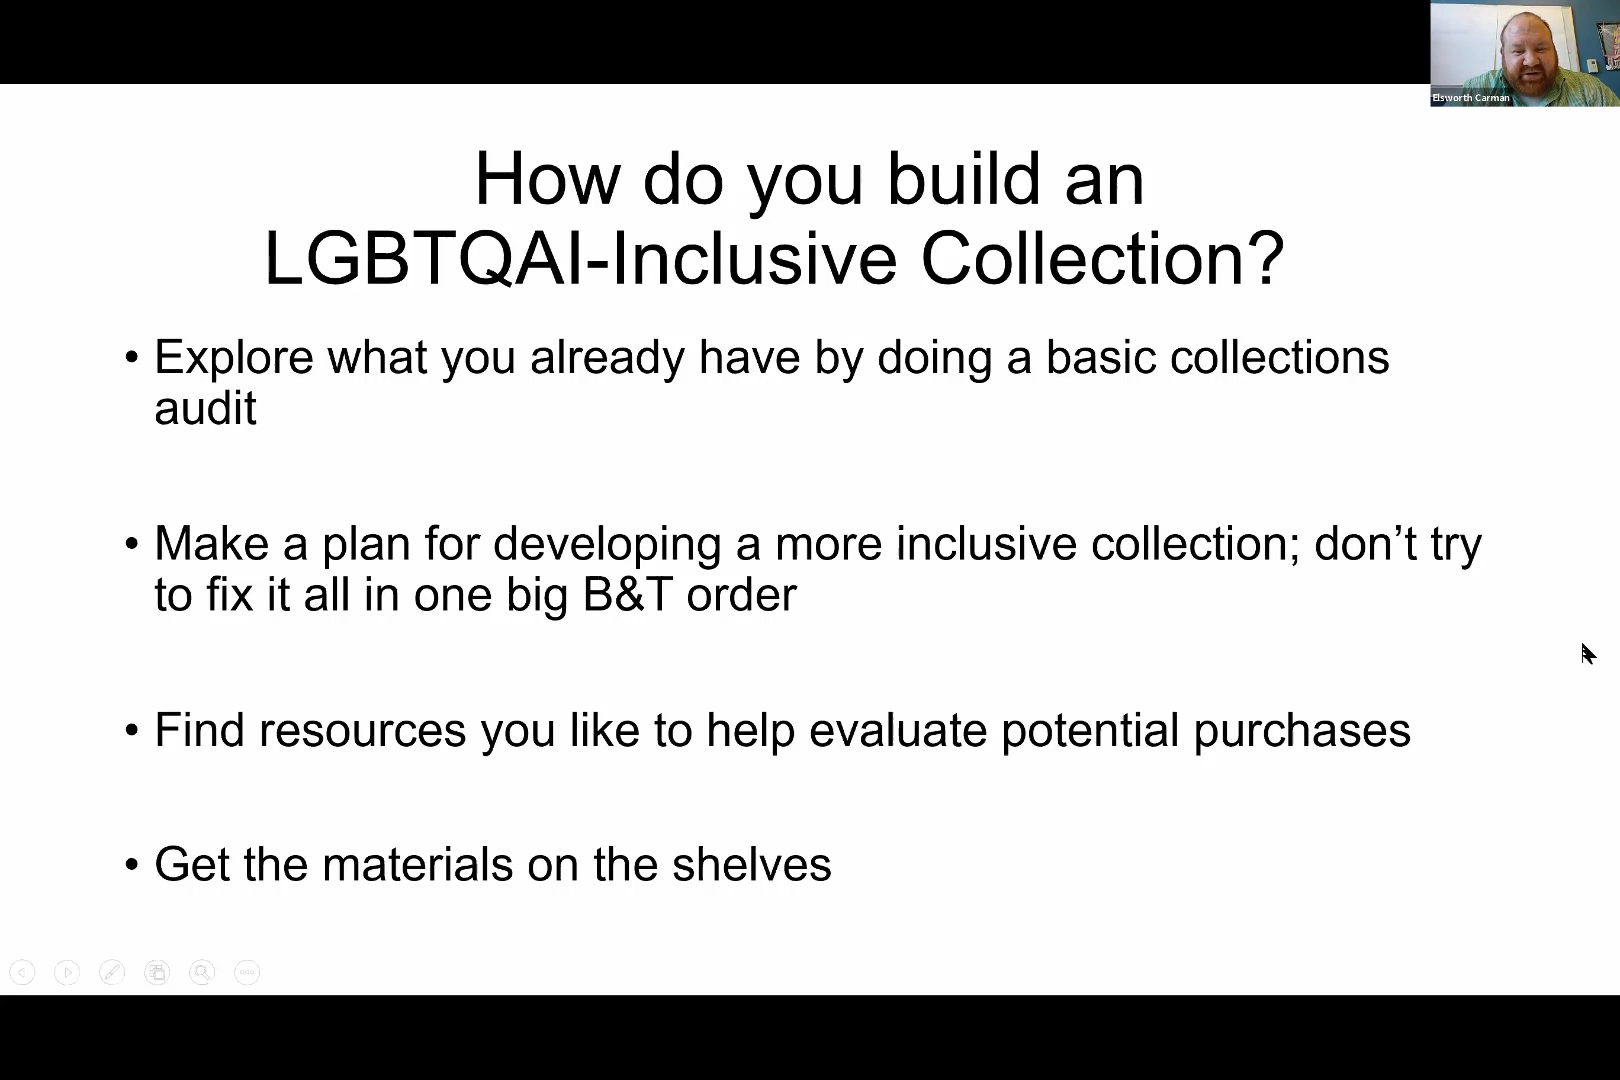 Elsworth Carman
How do you build an
LGBTQAI-Inclusive Collection?
• Explore what you already have by doing a basic collections
audit
• Make a plan for developing a more inclusive collection; don’t try
to fix it all in one big B&T order
• Find resources you like to help evaluate potential purchases
• Get the materials on the shelves